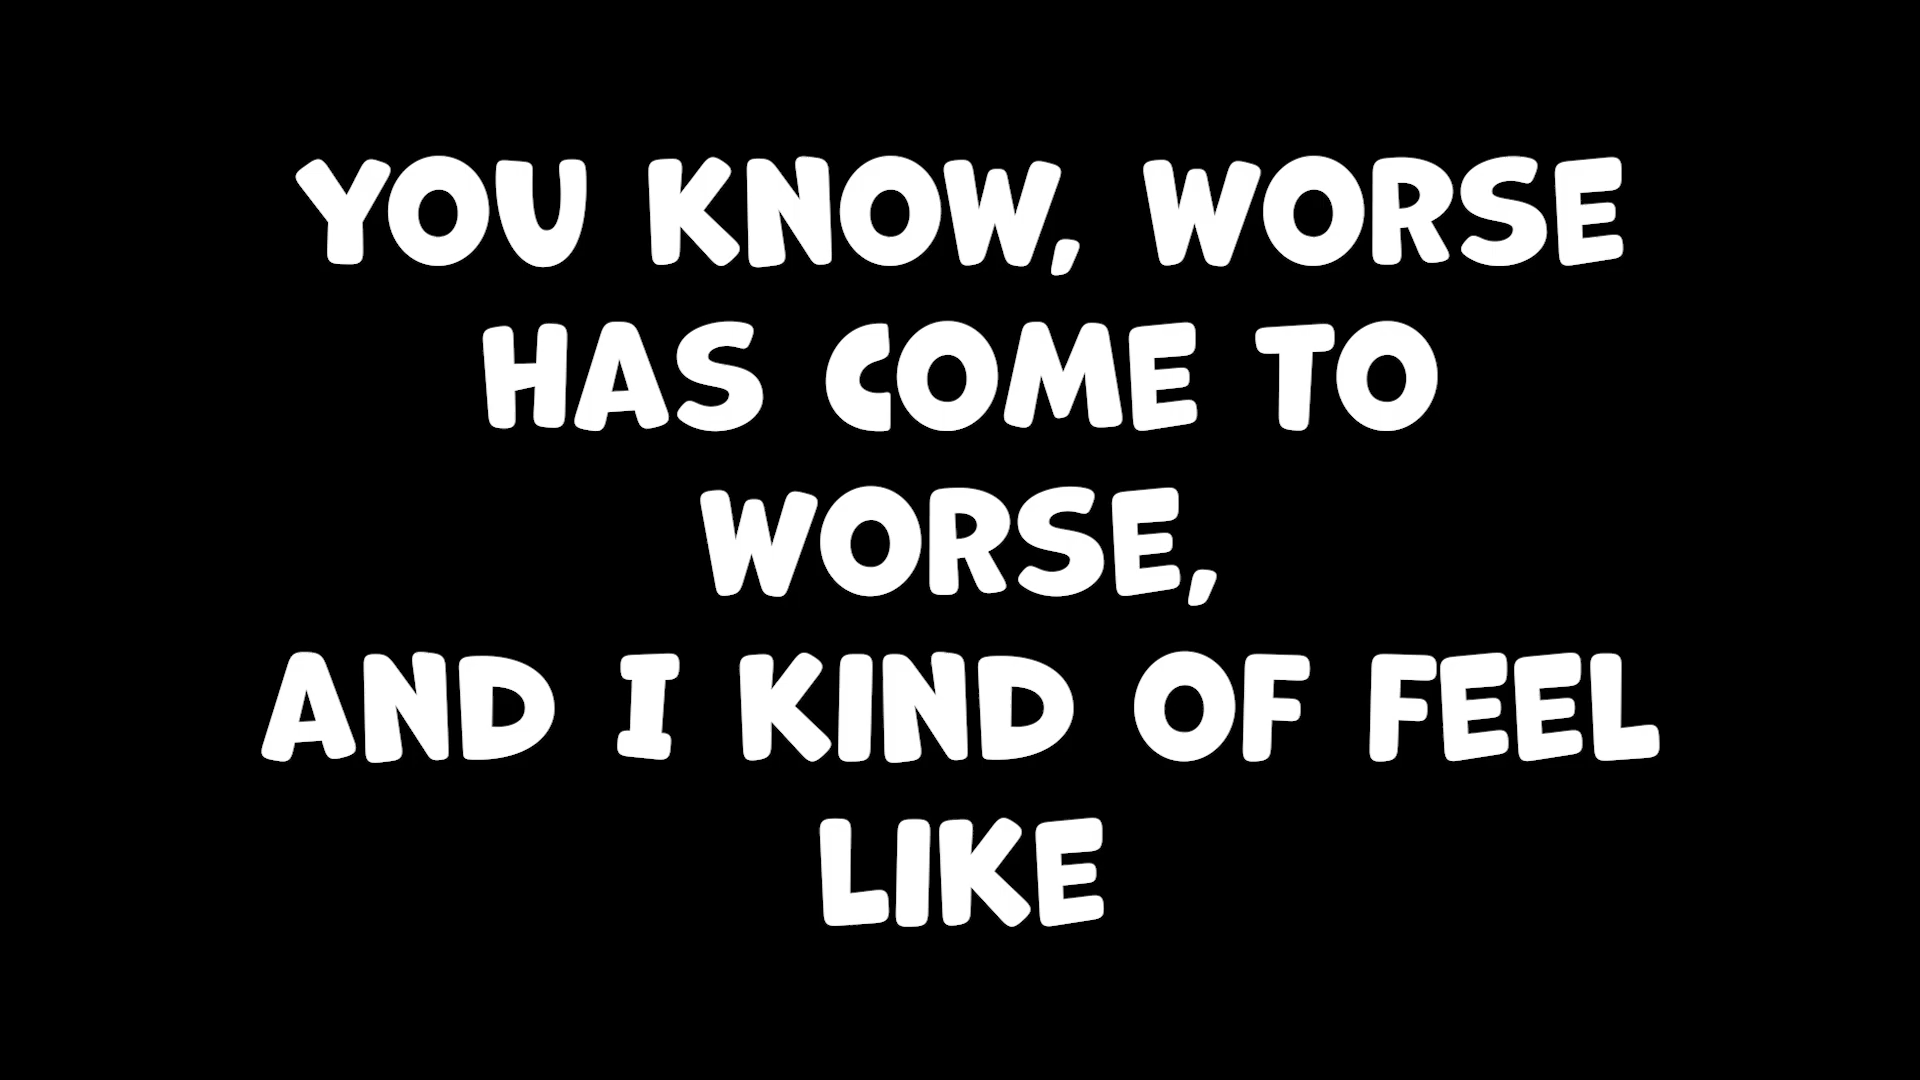 YOU KNOW, WORSE
HAS COME TO
WORSE,
AND I KIND OF FEEL
LIKE